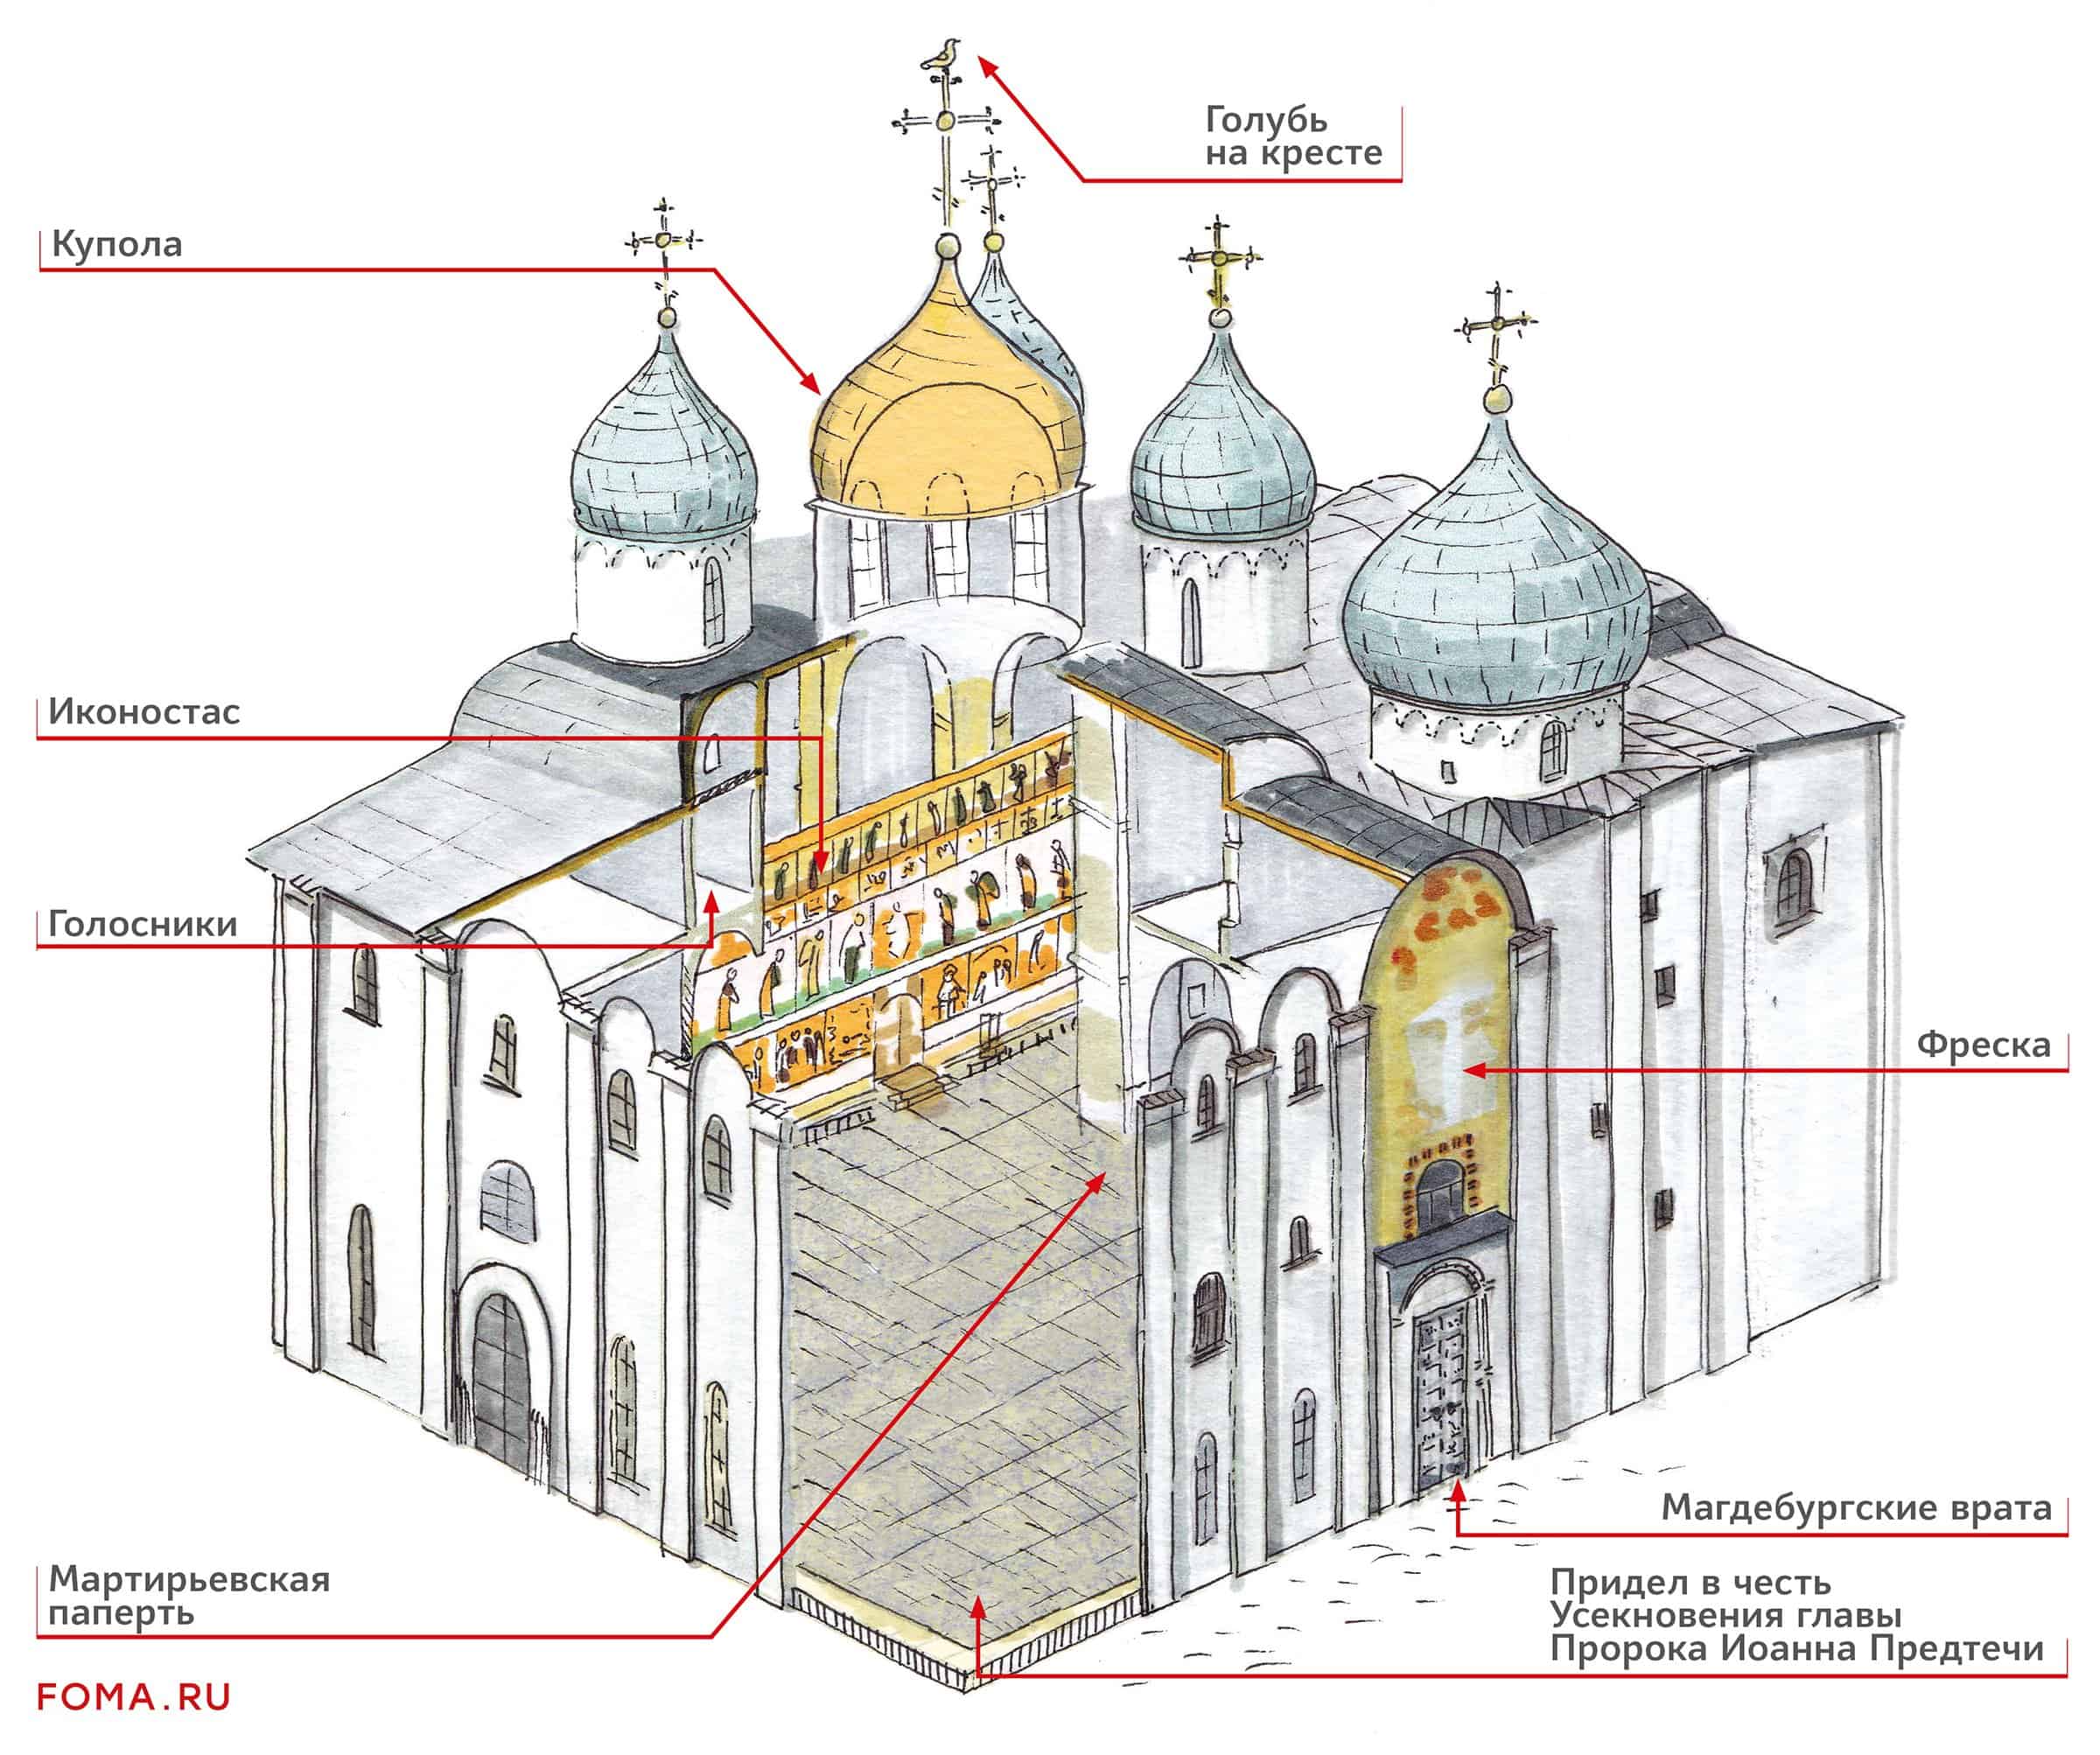 Голубь
на кресте
Купола
Иконостас
Голосники
Фреска
Магдебургские врата
Мартирьевская
паперть
Придел в честь
Усекновения главы
Пророка Иоанна Предтечи
FOMA.RU